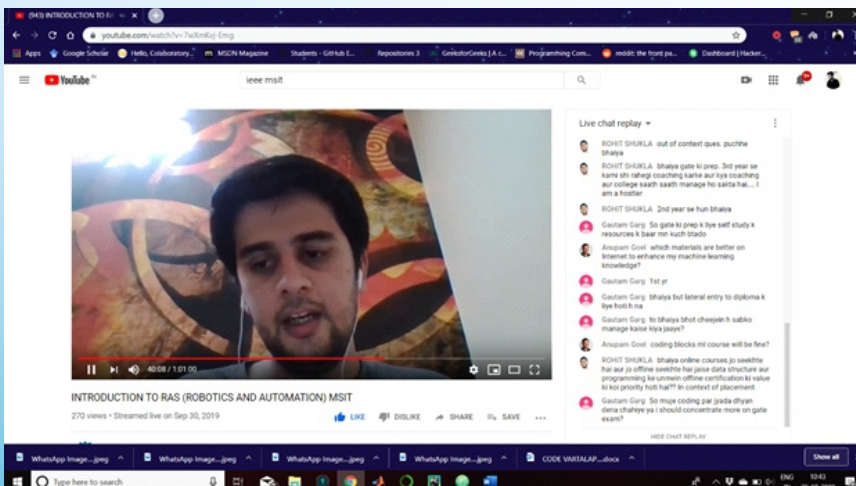 (943) INTRODUCTION TO RA
youtube.com/watch?v=7wXmKvj-Emg
Apps Google Scholar Hello, Colaboratory... MSDN Magazine Students - GitHub E... Repositories 3 GeeksforGeeks | A c... Programming Com... reddit: the front pa... Dashboard | Hacker...
YouTube IN
ieee msit
Live chat replay
ROHIT SHUKLA out of context ques. puchhe
bhaiya
ROHIT SHUKLA bhaiya gate ki prep. 3rd year se
karni shi rahegi coaching karke aur kya coaching
aur college saath saath manage ho sakta hai.... I
am a hostler
ROHIT SHUKLA 2nd year se hun bhaiya
Gautam Garg So gate ki prep k liye self study k
resources k baar mn kuch btado
Anupam Goel which materials are better on
Internet to enhance my machine learning
knowledge?
Gautam Garg 1st yr
Gautam Garg bhaiya but lateral entry to diploma k
liye hoti h na
Gautam Garg to bhaiya bhot cheejein h sabko
manage kaise kiya jaaye?
Anupam Goel coding blocks ml course will be fine?
ROHIT SHUKLA bhaiya online courses jo seekhte
hai aur jo offline seekhte hai jaise data structure aur
programming ke unmein offline certification ki value
ki koi priority hoti hai?? In context of placement
Gautam Garg So muje coding par jyada dhyan
dena chahiye ya i should concentrate more on gate
exam?
HIDE CHAT REPLAY
40:08 / 1:01:00
INTRODUCTION TO RAS (ROBOTICS AND AUTOMATION) MSIT
270 views • Streamed live on Sep 30, 2019
LIKE DISLIKE SHARE SAVE
WhatsApp Image....jpeg WhatsApp Image....jpeg WhatsApp Image....jpeg WhatsApp Image....jpeg CODE VARTALAP....docx Show all
Type here to search
ENG 10:43